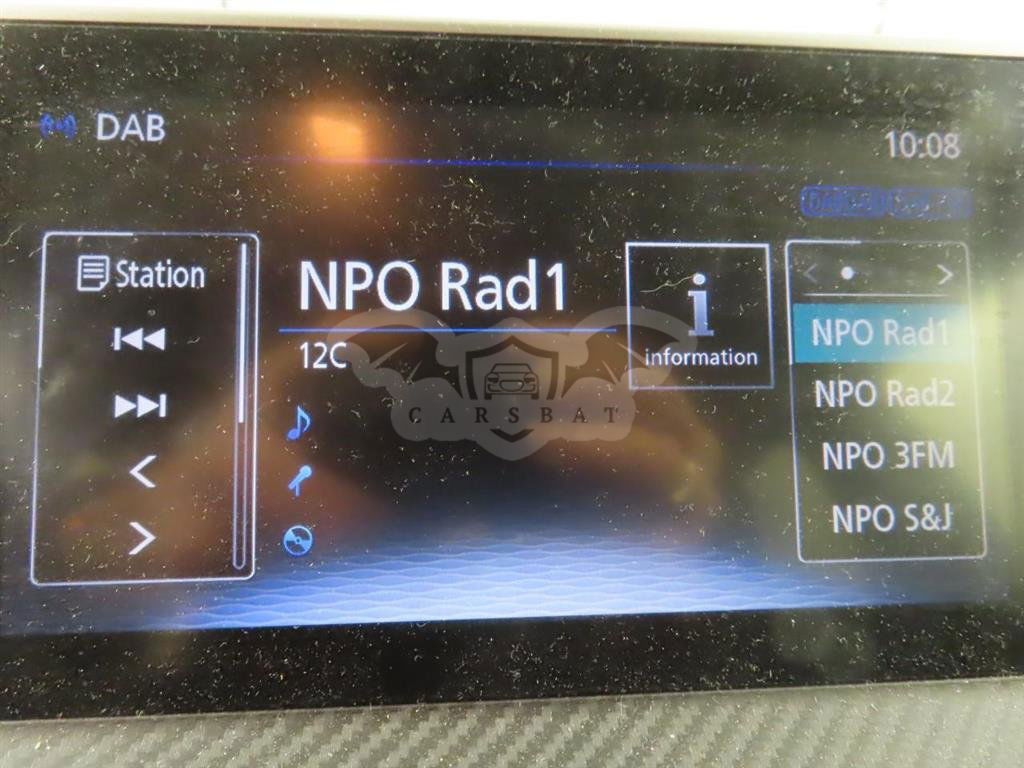 DAB
10:08
Station
NPO Rad1
12C
information
NPO Rad1
NPO Rad2
NPO 3FM
NPO S&J
CARSBAT